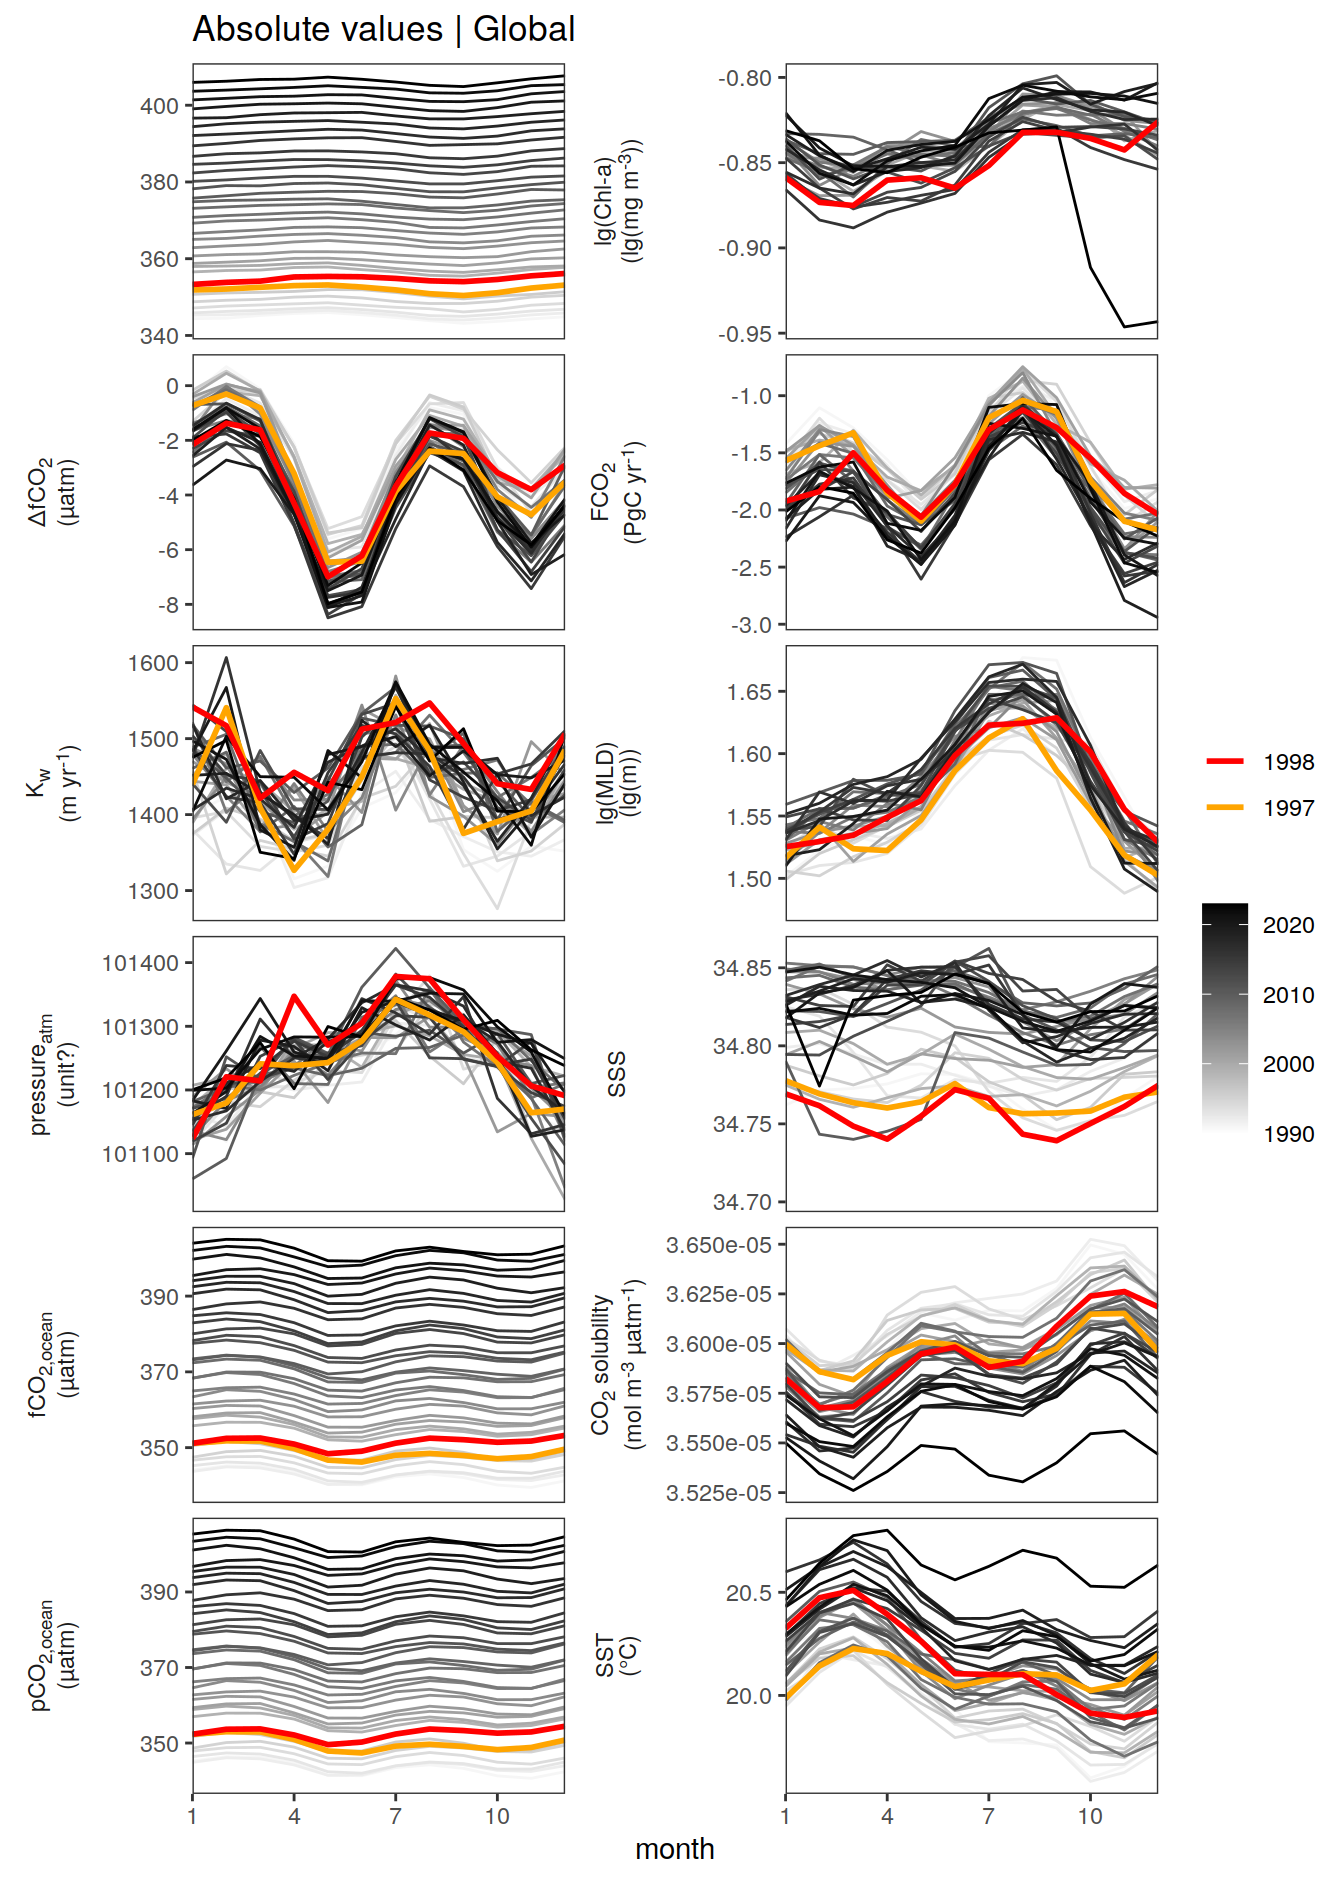 Absolute values | Global
400
380
360
340
-0.80
-0.85
-0.90
-0.95
lg(Chl-a)
(lg(mg m⁻³))
0
-2
-4
-6
-8
ΔfCO₂
(µatm)
-1.0
-1.5
-2.0
-2.5
-3.0
FCO₂
(PgC yr⁻¹)
1600
1500
1400
1300
K_w
(m yr⁻¹)
1.65
1.60
1.55
1.50
lg(MLD)
(lg(m))
101400
101300
101200
101100
pressure_atm
(unit?)
34.85
34.80
34.75
34.70
SSS
390
370
350
fCO₂,ocean
(µatm)
3.650e-05
3.625e-05
3.600e-05
3.575e-05
3.550e-05
3.525e-05
CO₂ solubility
(mol m⁻³ µatm⁻¹)
390
370
350
pCO₂,ocean
(µatm)
20.5
20.0
SST
(°C)
1 4 7 10
1 4 7 10
month
1998
1997
2020
2010
2000
1990